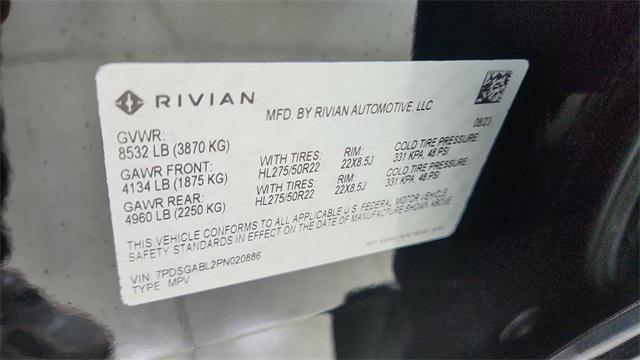 RIVIAN
MFD. BY RIVIAN AUTOMOTIVE, LLC.
08/23
GVWR:
8532 LB (3870 KG)
GAWR FRONT: WITH TIRES: RIM: COLD TIRE PRESSURE:
4134 LB (1875 KG) HL275/50R22 22X8.5J 331 KPA, 48 PSI
GAWR REAR: WITH TIRES: RIM: COLD TIRE PRESSURE:
4960 LB (2250 KG) HL275/50R22 22X8.5J 331 KPA, 48 PSI
THIS VEHICLE CONFORMS TO ALL APPLICABLE U.S. FEDERAL MOTOR VEHICLE
SAFETY STANDARDS IN EFFECT ON THE DATE OF MANUFACTURE SHOWN ABOVE
VIN: 7PDSGABL2PN020886
TYPE: MPV